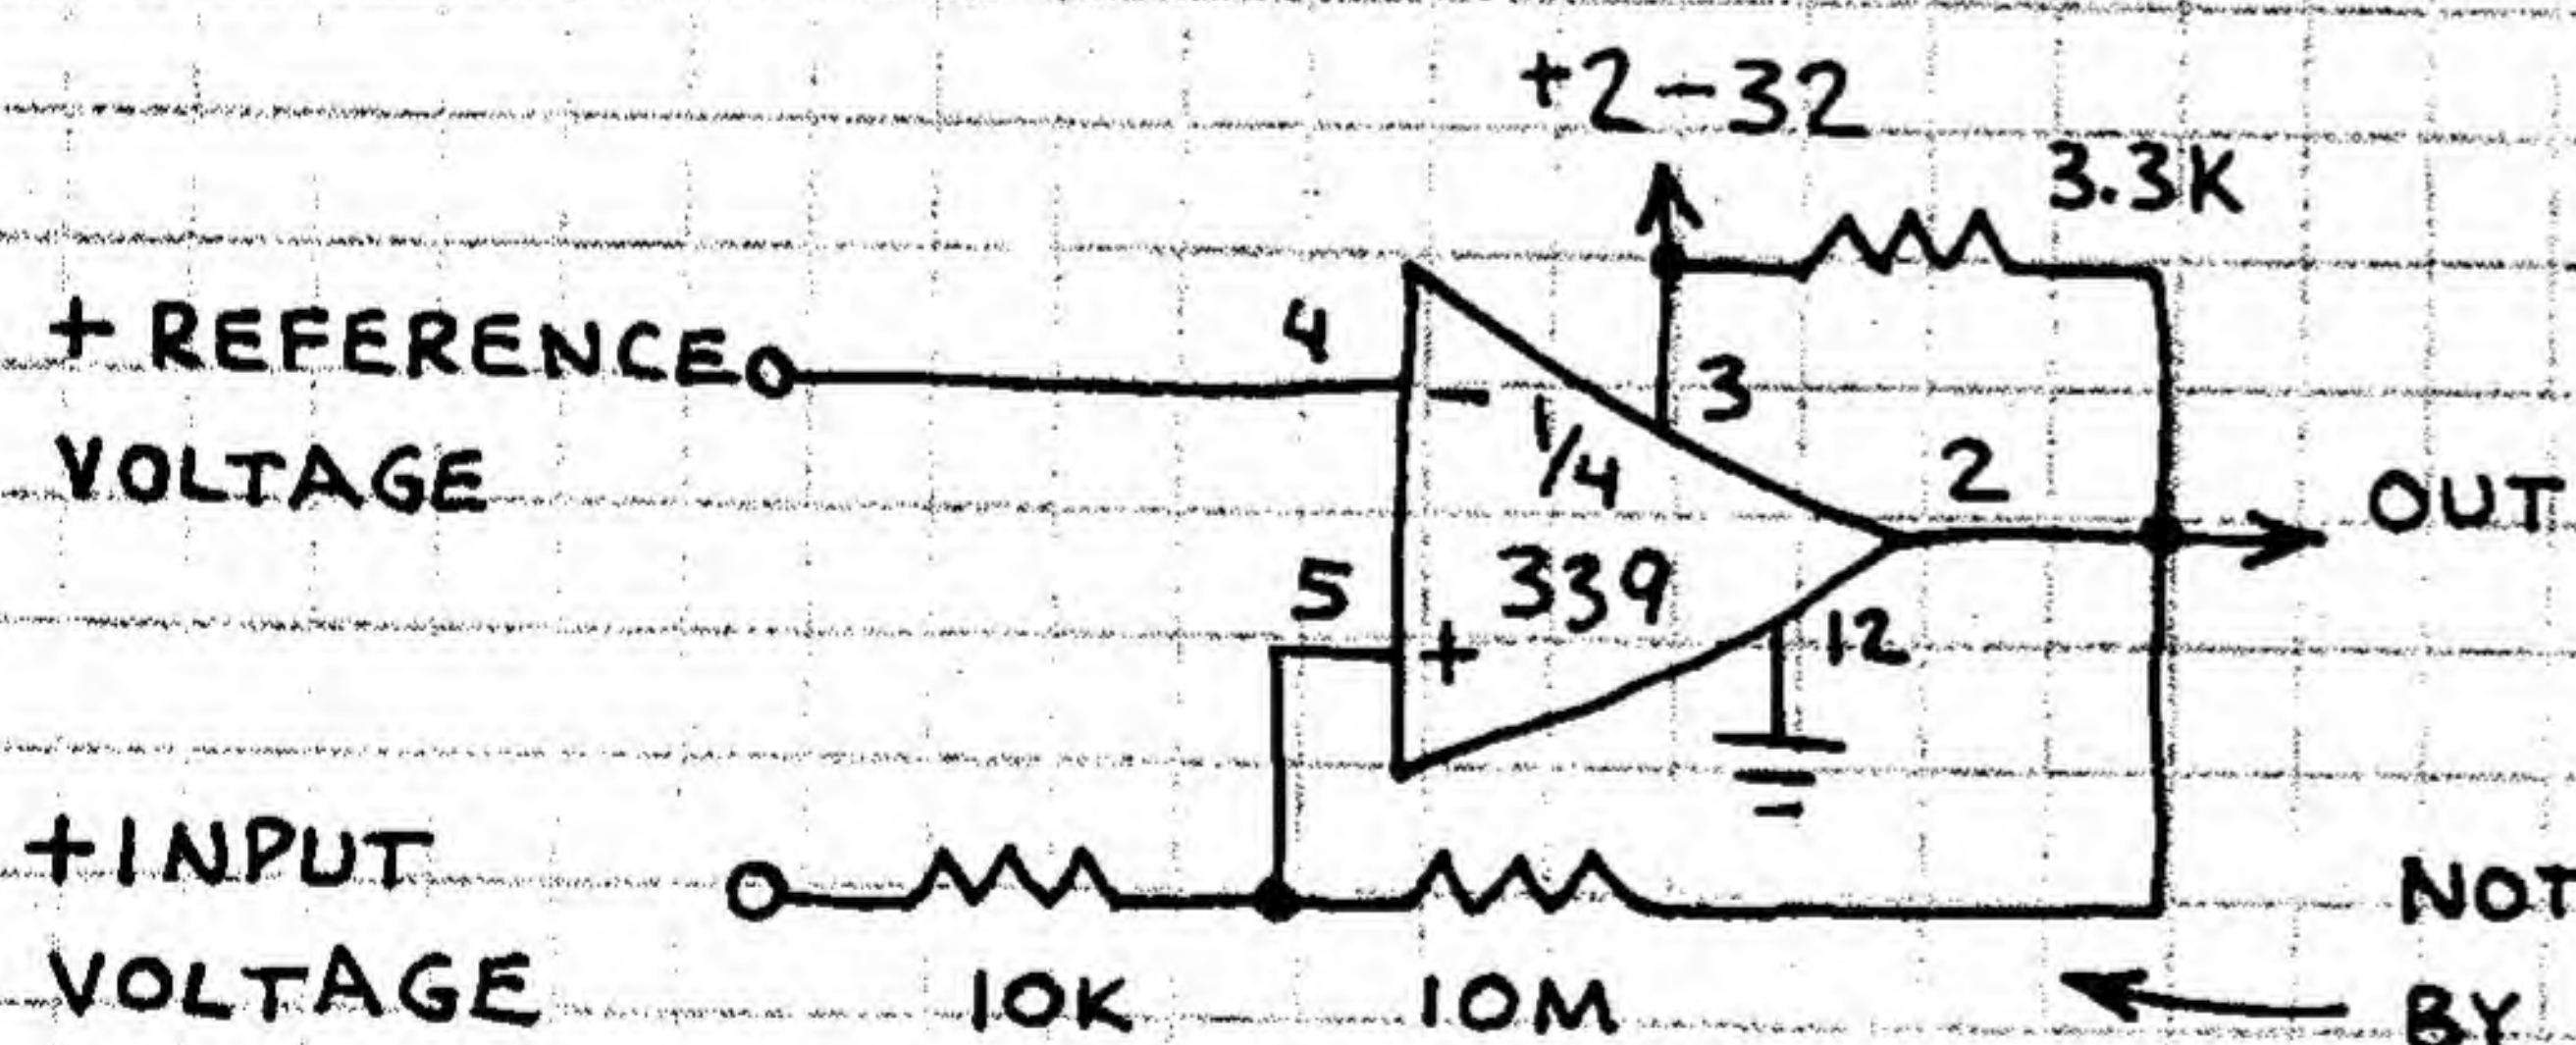 +2-32
3.3K
+ REFERENCE
VOLTAGE
4
-
3
1/4
2
OUT
5
339
+
12
+INPUT
VOLTAGE
10K
10M
NOT
BY